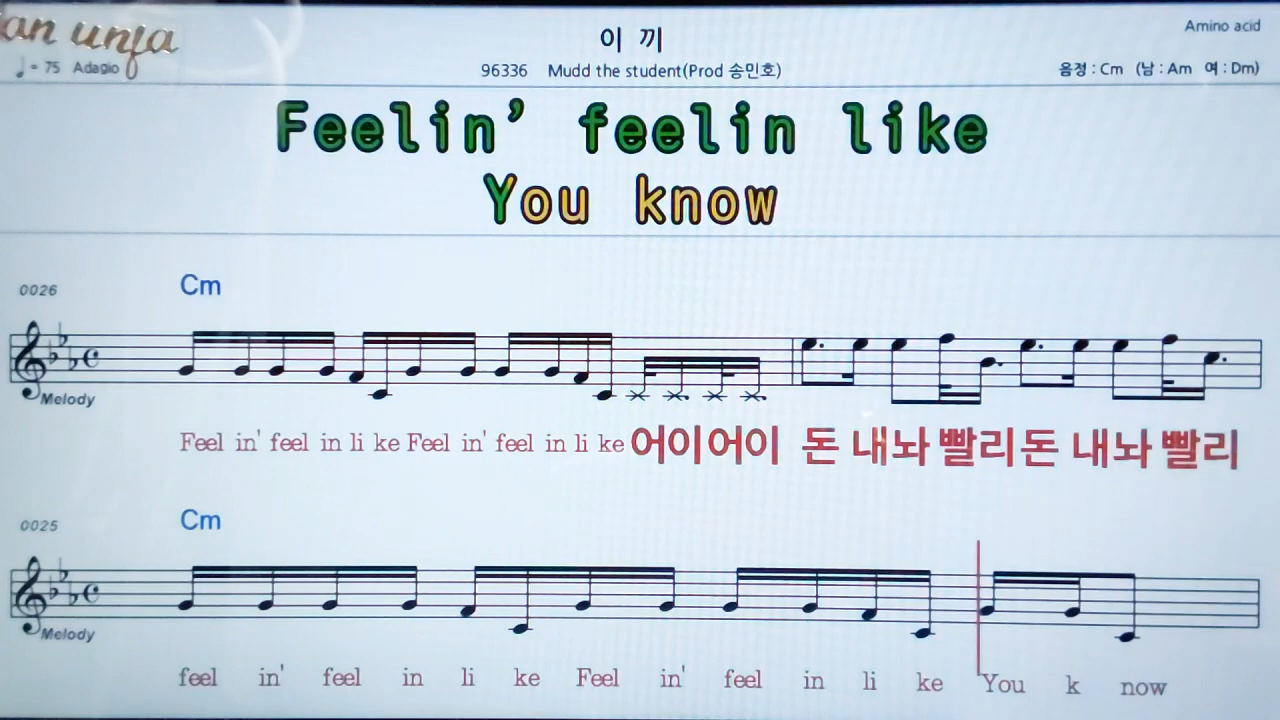 an unja
Amino acid
이 끼
♩= 75 Adagio
96336 Mudd the student(Prod 송민호)
음정 : Cm (남 : Am 여 : Dm)
Feelin' feelin like
You know
0026
Cm
Melody
Feel in' feel in li ke Feel in' feel in li ke 어이어이 돈 내놔 빨리돈 내놔 빨리
0025
Cm
Melody
feel in' feel in li ke Feel in' feel in li ke You k now